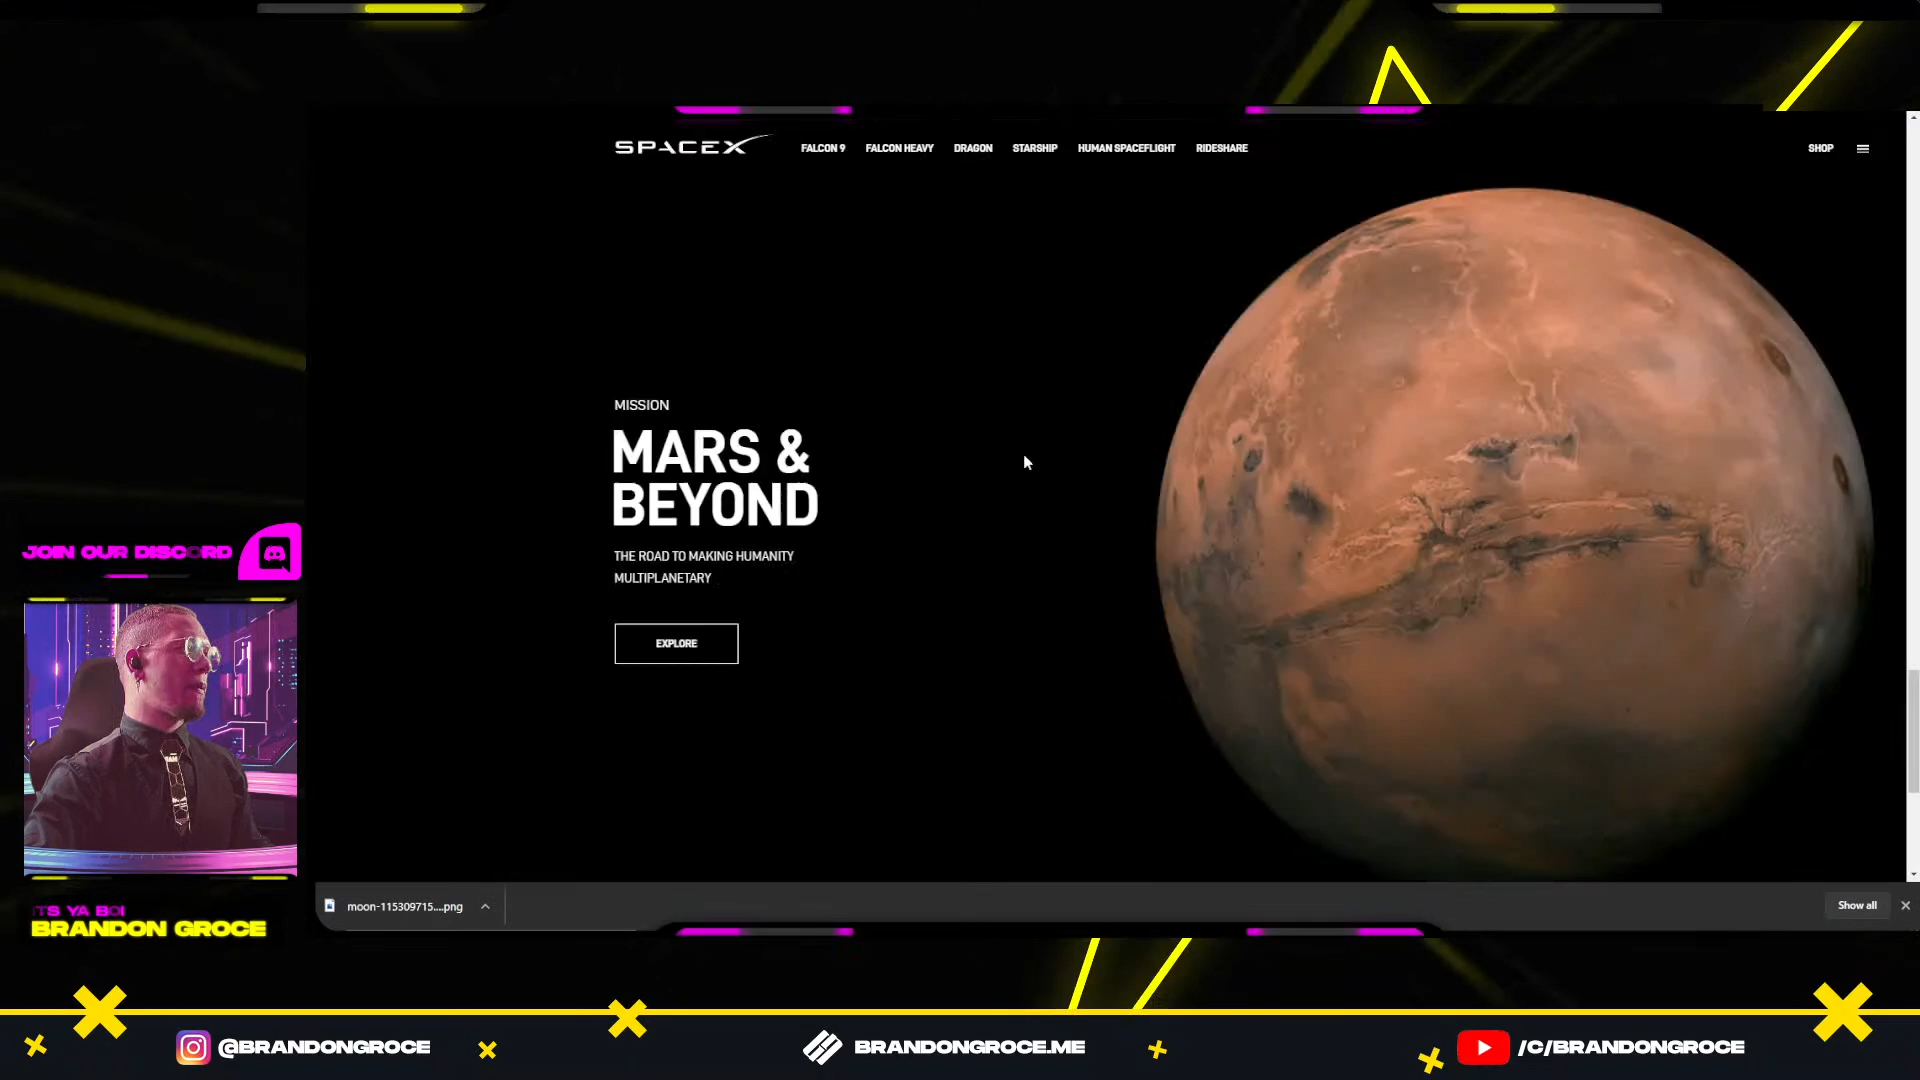 SPACEX
FALCON 9 FALCON HEAVY DRAGON STARSHIP HUMAN SPACEFLIGHT RIDESHARE
SHOP
MISSION
MARS &
BEYOND
THE ROAD TO MAKING HUMANITY
MULTIPLANETARY
EXPLORE
JOIN OUR DISCORD
IT'S YA BOI
BRANDON GROCE
moon-115309715....png
Show all
@BRANDONGROCE
BRANDONGROCE.ME
/C/BRANDONGROCE